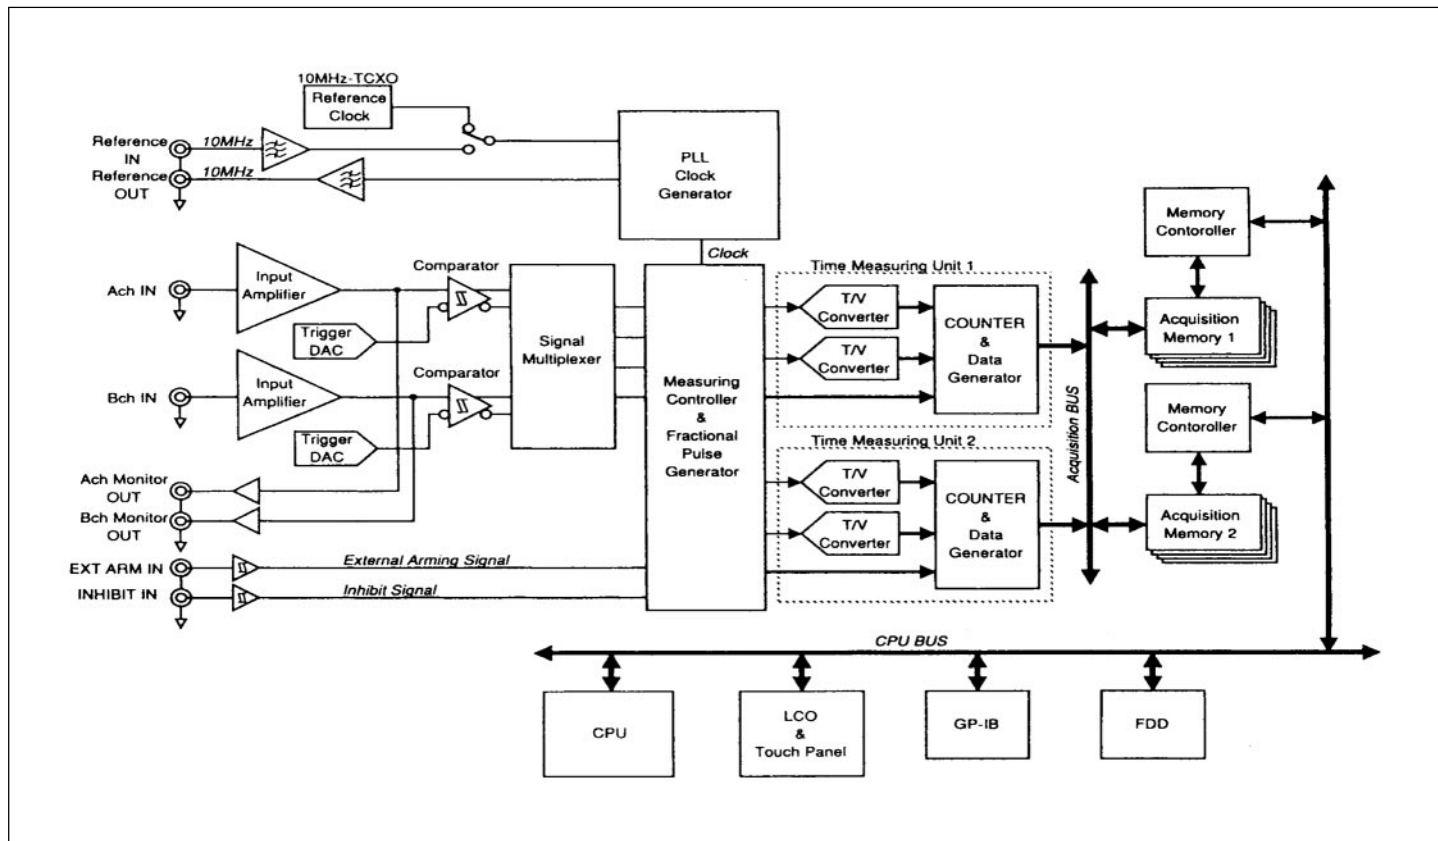 10MHz-TCXO
Reference
Clock
Reference
IN
10MHz
Reference
OUT
10MHz
PLL
Clock
Generator
Clock
Ach IN
Input
Amplifier
Comparator
Trigger
DAC
Signal
Multiplexer
Bch IN
Input
Amplifier
Comparator
Trigger
DAC
Measuring
Controller
&
Fractional
Pulse
Generator
Ach Monitor
OUT
Bch Monitor
OUT
EXT ARM IN
External Arming Signal
INHIBIT IN
Inhibit Signal
Time Measuring Unit 1
T/V
Converter
T/V
Converter
COUNTER
&
Data
Generator
Time Measuring Unit 2
T/V
Converter
T/V
Converter
COUNTER
&
Data
Generator
Acquisition BUS
Memory
Contoroller
Acquisition
Memory 1
Memory
Contoroller
Acquisition
Memory 2
CPU BUS
CPU
LCO
&
Touch Panel
GP-IB
FDD